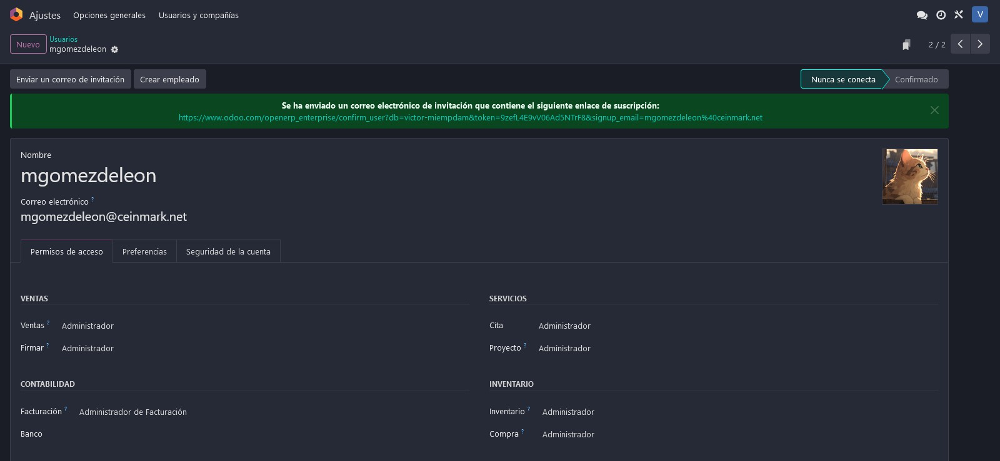 Ajustes Opciones generales Usuarios y compañías V
Nuevo Usuarios
mgomezdeleon 2 / 2
Enviar un correo de invitación Crear empleado Nunca se conecta Confirmado
Se ha enviado un correo electrónico de invitación que contiene el siguiente enlace de suscripción:
https://www.odoo.com/openerp_enterprise/confirm_user?db=victor-miempdam&token=9zefL4E9vV06Ad5NTrF8&signup_email=mgomezdeleon%40ceinmark.net
Nombre
mgomezdeleon
Correo electrónico ?
mgomezdeleon@ceinmark.net
Permisos de acceso Preferencias Seguridad de la cuenta
VENTAS SERVICIOS
Ventas ? Administrador Cita Administrador
Firmar ? Administrador Proyecto ? Administrador
CONTABILIDAD INVENTARIO
Facturación ? Administrador de Facturación Inventario ? Administrador
Banco Compra ? Administrador